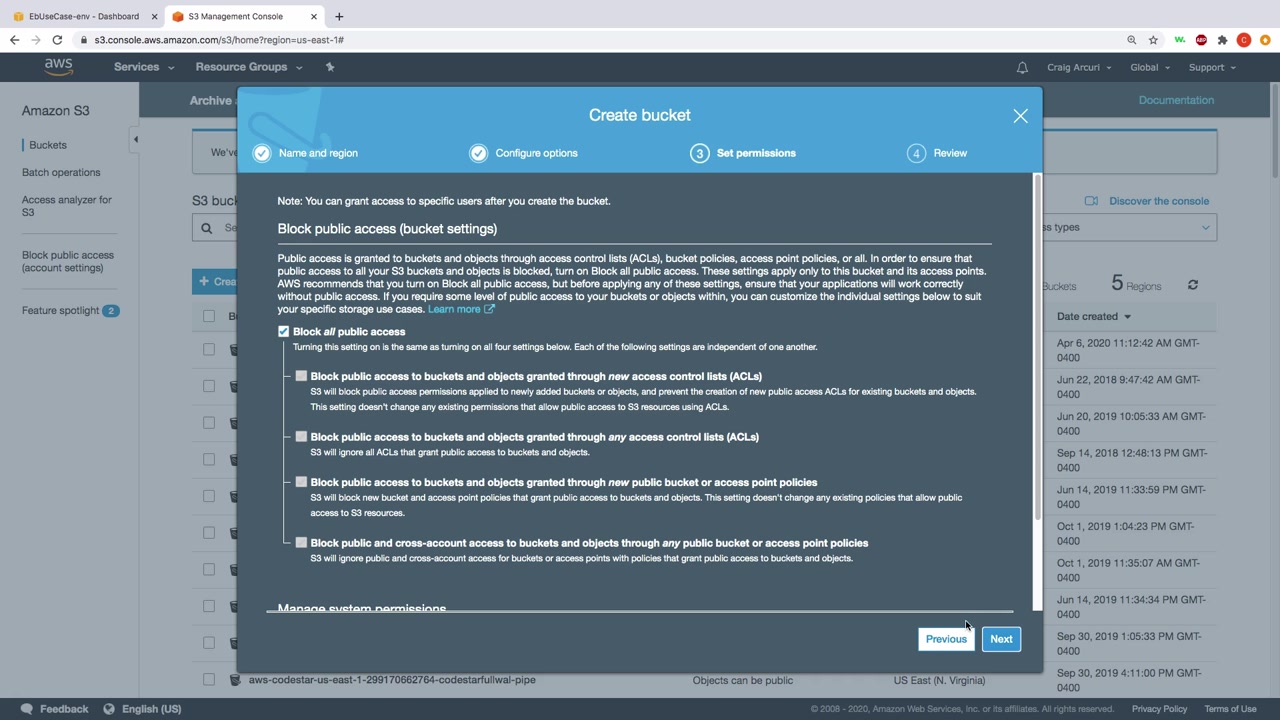 EbUseCase-env - Dashboard
S3 Management Console
s3.console.aws.amazon.com/s3/home?region=us-east-1#
W.
ABP
C
aws
Services
Resource Groups
Craig Arcuri
Global
Support
Amazon S3
Buckets
Batch operations
Access analyzer for
S3
Block public access
(account settings)
Feature spotlight 2
Archive
Documentation
We've
S3 buc
Discover the console
Se
ss types
+ Crea
Buckets
5 Regions
B
Date created
Create bucket
Name and region
Configure options
3 Set permissions
4 Review
Note: You can grant access to specific users after you create the bucket.
Block public access (bucket settings)
Public access is granted to buckets and objects through access control lists (ACLs), bucket policies, access point policies, or all. In order to ensure that
public access to all your S3 buckets and objects is blocked, turn on Block all public access. These settings apply only to this bucket and its access points.
AWS recommends that you turn on Block all public access, but before applying any of these settings, ensure that your applications will work correctly
without public access. If you require some level of public access to your buckets or objects within, you can customize the individual settings below to suit
your specific storage use cases. Learn more
Block all public access
Turning this setting on is the same as turning on all four settings below. Each of the following settings are independent of one another.
Block public access to buckets and objects granted through new access control lists (ACLs)
S3 will block public access permissions applied to newly added buckets or objects, and prevent the creation of new public access ACLs for existing buckets and objects.
This setting doesn't change any existing permissions that allow public access to S3 resources using ACLs.
Block public access to buckets and objects granted through any access control lists (ACLs)
S3 will ignore all ACLs that grant public access to buckets and objects.
Block public access to buckets and objects granted through new public bucket or access point policies
S3 will block new bucket and access point policies that grant public access to buckets and objects. This setting doesn't change any existing policies that allow public
access to S3 resources.
Block public and cross-account access to buckets and objects through any public bucket or access point policies
S3 will ignore public and cross-account access for buckets or access points with policies that grant public access to buckets and objects.
Manage system permissions
Previous
Next
Apr 6, 2020 11:12:42 AM GMT-
0400
Jun 22, 2018 9:47:42 AM GMT-
0400
Jun 20, 2019 10:05:33 AM GMT-
0400
Sep 14, 2018 12:48:13 PM GMT-
0400
Jun 14, 2019 11:33:59 PM GMT-
0400
Oct 1, 2019 1:04:23 PM GMT-
0400
Oct 1, 2019 11:35:07 AM GMT-
0400
Jun 14, 2019 11:34:34 PM GMT-
0400
Sep 30, 2019 1:05:33 PM GMT-
0400
aws-codestar-us-east-1-299170662764-codestarfullwal-pipe
Objects can be public
US East (N. Virginia)
Sep 30, 2019 4:11:00 PM GMT-
0400
Feedback
English (US)
© 2008 - 2020, Amazon Web Services, Inc. or its affiliates. All rights reserved.
Privacy Policy
Terms of Use